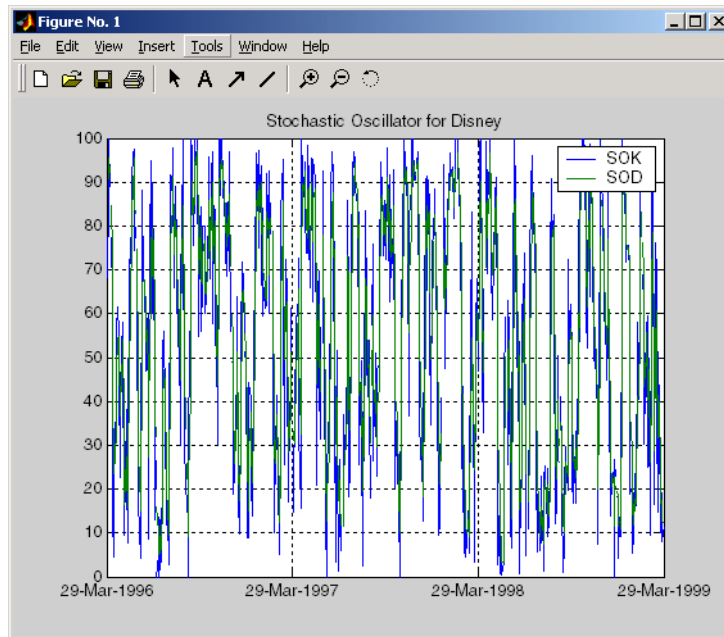 Figure No. 1
File Edit View Insert Tools Window Help
A
Stochastic Oscillator for Disney
SOK
SOD
100
90
80
70
60
50
40
30
20
10
0
29-Mar-1996 29-Mar-1997 29-Mar-1998 29-Mar-1999